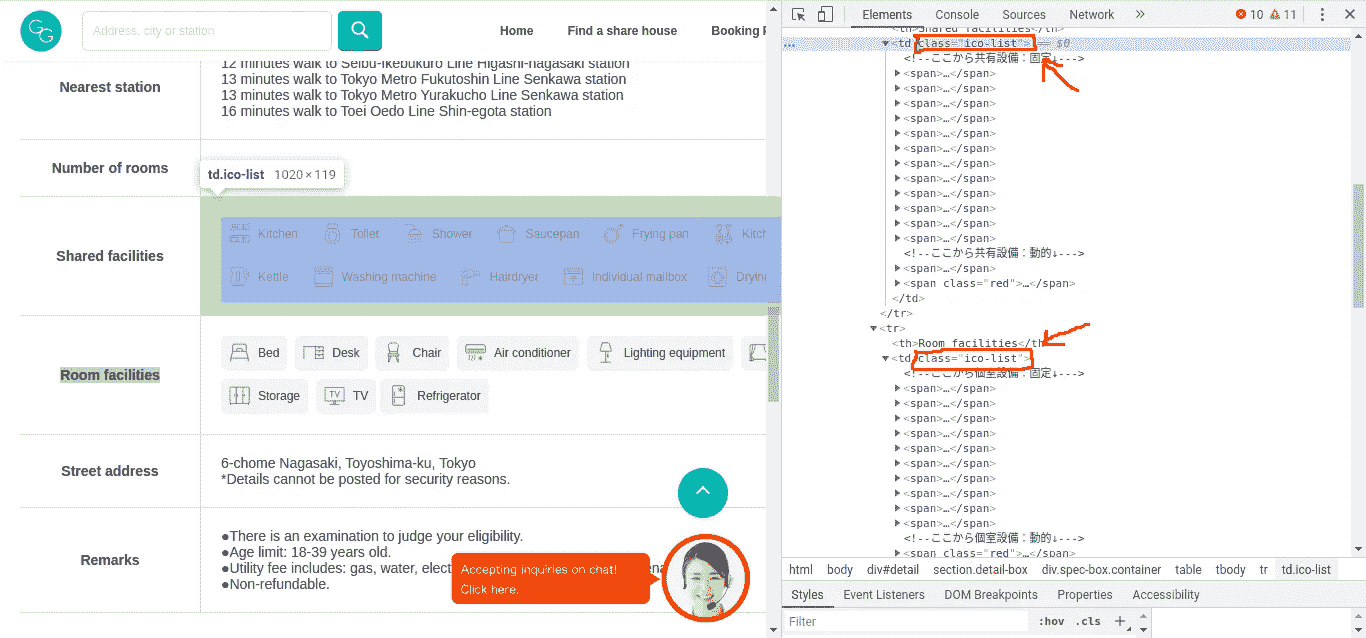 GG
Address, city or station
Home
Find a share house
Booking
Nearest station
12 minutes walk to Seibu-Ikebukuro Line Higashi-nagasaki station
13 minutes walk to Tokyo Metro Fukutoshin Line Senkawa station
13 minutes walk to Tokyo Metro Yurakucho Line Senkawa station
16 minutes walk to Toei Oedo Line Shin-egota station
Number of rooms
td.ico-list 1020×119
Shared facilities
Kitchen Toilet Shower Saucepan Frying pan Kitch
Kettle Washing machine Hairdryer Individual mailbox Dryin
Room facilities
Bed Desk Chair Air conditioner Lighting equipment
Storage TV TV Refrigerator
Street address
6-chome Nagasaki, Toyoshima-ku, Tokyo
*Details cannot be posted for security reasons.
Remarks
●There is an examination to judge your eligibility.
●Age limit: 18-39 years old.
●Utility fee includes: gas, water, elect
●Non-refundable.
Accepting inquiries on chat!
Click here.
Elements Console Sources Network » 10 11
<th>Shared facilities</th>
… ▼<td class="ico-list"> == $0
<!--ここから共有設備：固定↓--->
▶<span>…</span>
▶<span>…</span>
▶<span>…</span>
▶<span>…</span>
▶<span>…</span>
▶<span>…</span>
▶<span>…</span>
▶<span>…</span>
▶<span>…</span>
▶<span>…</span>
▶<span>…</span>
▶<span>…</span>
<!--ここから共有設備：動的↓--->
▶<span>…</span>
▶<span class="red">…</span>
</td>
</tr>
▼<tr>
<th>Room facilities</th
▼<td class="ico-list">
<!--ここから個室設備：固定↓--->
▶<span>…</span>
▶<span>…</span>
▶<span>…</span>
▶<span>…</span>
▶<span>…</span>
▶<span>…</span>
▶<span>…</span>
▶<span>…</span>
▶<span>…</span>
▶<span>…</span>
<!--ここから個室設備：動的↓--->
▶<span class="red">…</span>
html body div#detail section.detail-box div.spec-box.container table tbody tr td.ico-list
Styles Event Listeners DOM Breakpoints Properties Accessibility
Filter :hov .cls +